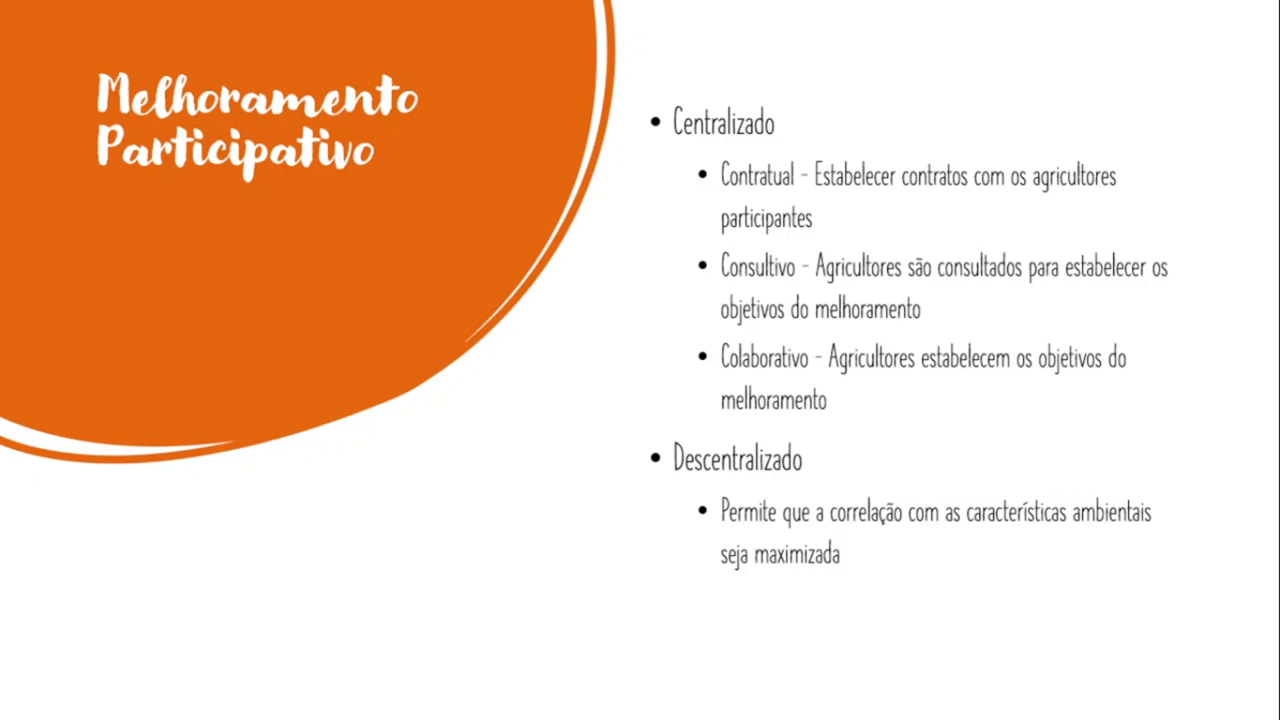 Melhoramento
Participativo
• Centralizado
• Contratual - Estabelecer contratos com os agricultores
participantes
• Consultivo - Agricultores são consultados para estabelecer os
objetivos do melhoramento
• Colaborativo - Agricultores estabelecem os objetivos do
melhoramento
• Descentralizado
• Permite que a correlação com as características ambientais
seja maximizada